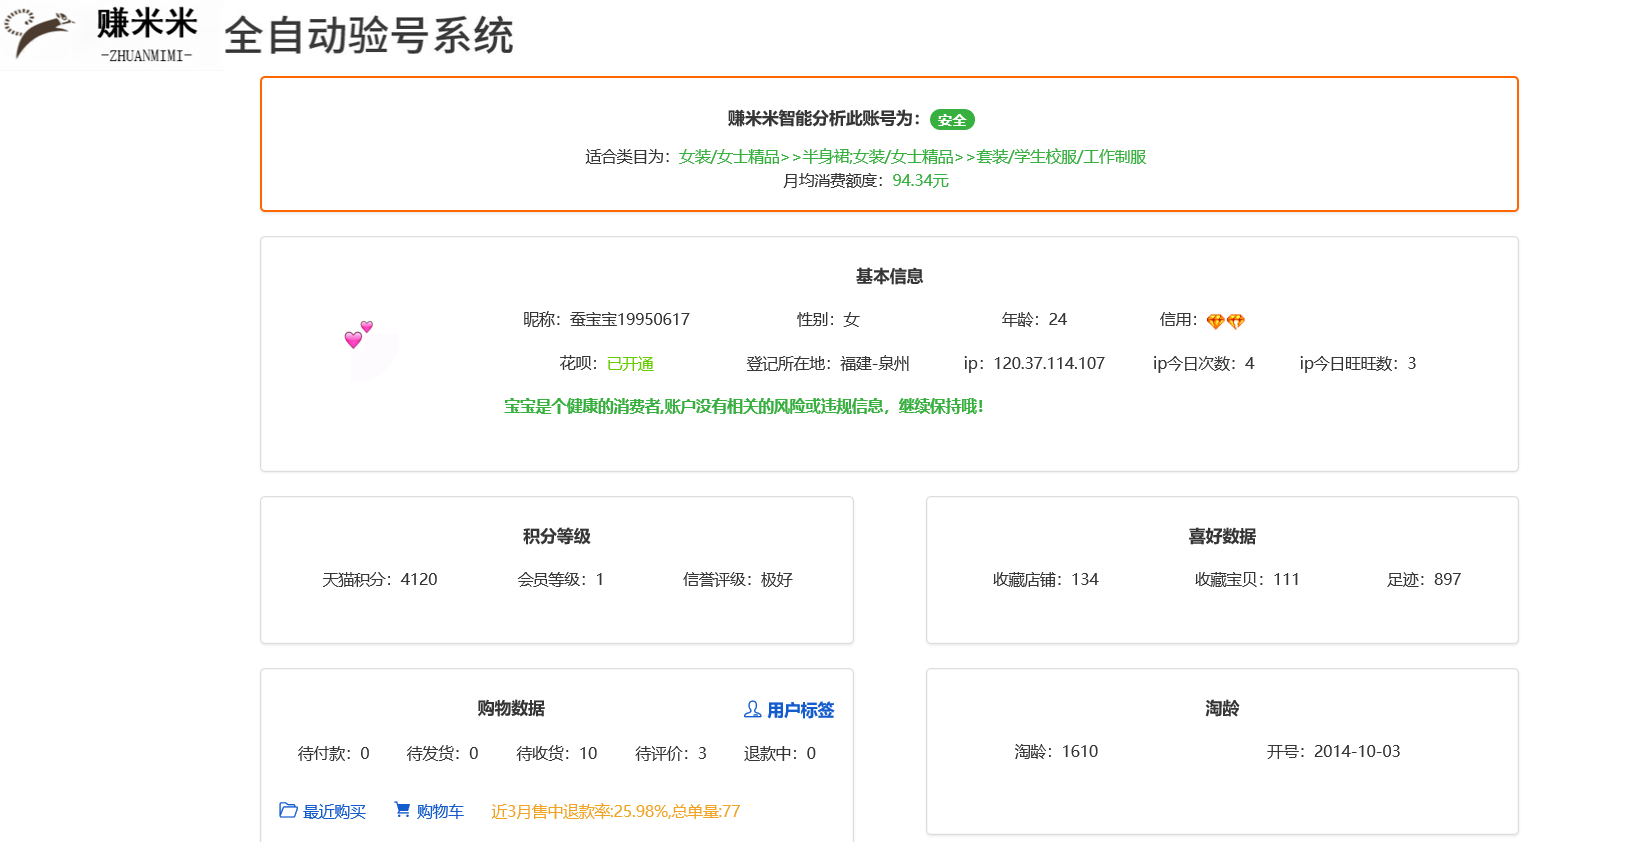 赚米米
-ZHUANMIMI-
全自动验号系统
赚米米智能分析此账号为： 安全
适合类目为：女装/女士精品>>半身裙;女装/女士精品>>套装/学生校服/工作制服
月均消费额度：94.34元
基本信息
昵称：蚕宝宝19950617 性别：女 年龄：24 信用：
花呗：已开通 登记所在地：福建-泉州 ip：120.37.114.107 ip今日次数：4 ip今日旺旺数：3
宝宝是个健康的消费者,账户没有相关的风险或违规信息，继续保持哦！
积分等级
天猫积分：4120 会员等级：1 信誉评级：极好
喜好数据
收藏店铺：134 收藏宝贝：111 足迹：897
购物数据 用户标签
待付款：0 待发货：0 待收货：10 待评价：3 退款中：0
最近购买 购物车 近3月售中退款率:25.98%,总单量:77
淘龄
淘龄：1610 开号：2014-10-03